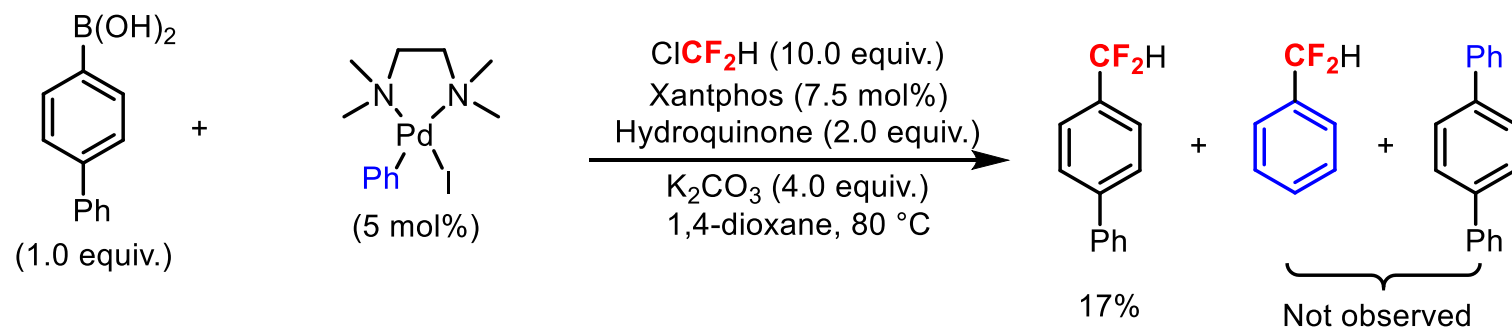 B(OH)₂
Ph
(1.0 equiv.)
+
N
N
Pd
Ph
I
(5 mol%)
ClCF₂H (10.0 equiv.)
Xantphos (7.5 mol%)
Hydroquinone (2.0 equiv.)
K₂CO₃ (4.0 equiv.)
1,4-dioxane, 80 °C
CF₂H
Ph
17%
+
CF₂H
+
Ph
Ph
Not observed